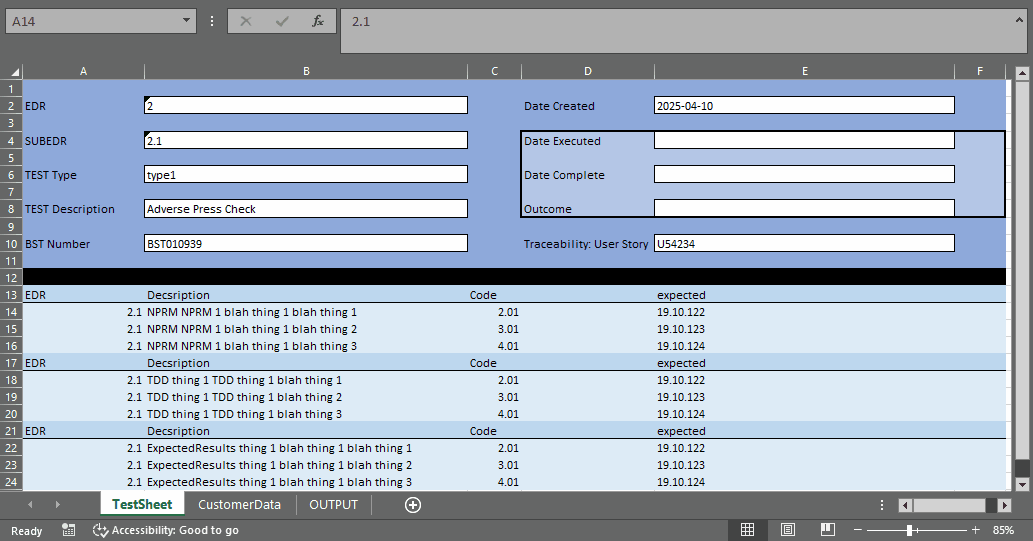 A14 fx 2.1
A B C D E F
1
2 EDR 2 Date Created 2025-04-10
3
4 SUBEDR 2.1 Date Executed
5
6 TEST Type type1 Date Complete
7
8 TEST Description Adverse Press Check Outcome
9
10 BST Number BST010939 Traceability: User Story U54234
11
12
13 EDR Decsription Code expected
14 2.1 NPRM NPRM 1 blah thing 1 blah thing 1 2.01 19.10.122
15 2.1 NPRM NPRM 1 blah thing 1 blah thing 2 3.01 19.10.123
16 2.1 NPRM NPRM 1 blah thing 1 blah thing 3 4.01 19.10.124
17 EDR Decsription Code expected
18 2.1 TDD thing 1 TDD thing 1 blah thing 1 2.01 19.10.122
19 2.1 TDD thing 1 TDD thing 1 blah thing 2 3.01 19.10.123
20 2.1 TDD thing 1 TDD thing 1 blah thing 3 4.01 19.10.124
21 EDR Decsription Code expected
22 2.1 ExpectedResults thing 1 blah thing 1 blah thing 1 2.01 19.10.122
23 2.1 ExpectedResults thing 1 blah thing 1 blah thing 2 3.01 19.10.123
24 2.1 ExpectedResults thing 1 blah thing 1 blah thing 3 4.01 19.10.124
TestSheet CustomerData OUTPUT
Ready Accessibility: Good to go 85%